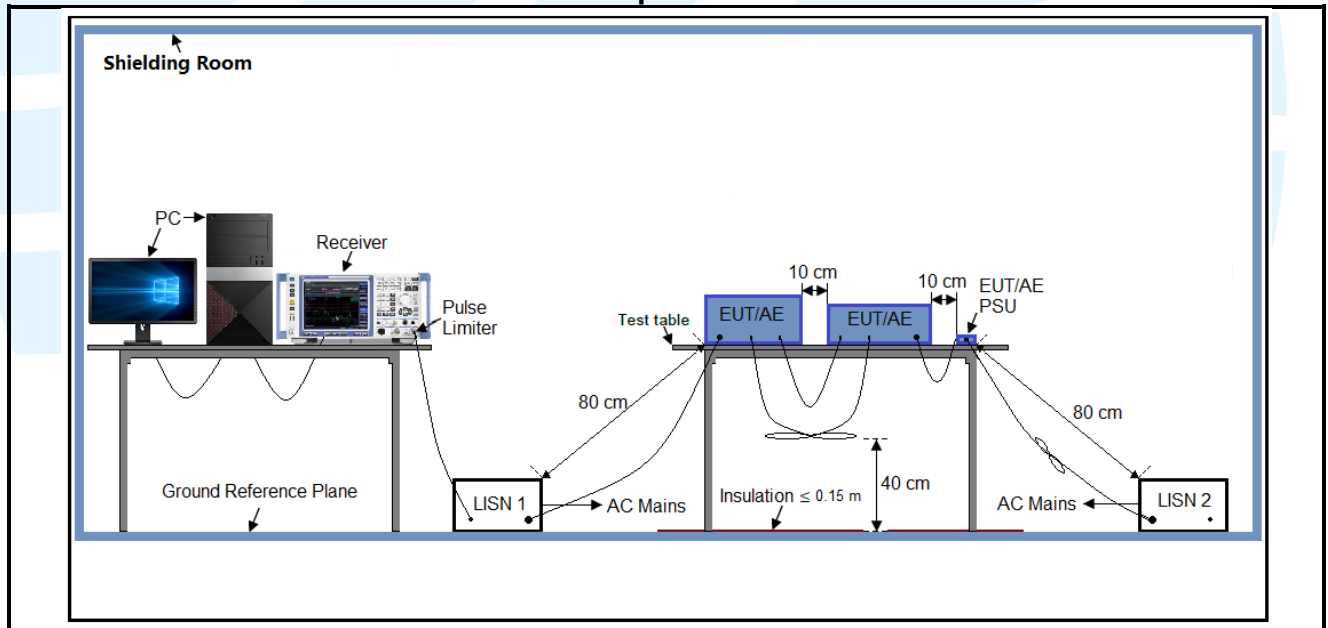 Shielding Room
PC
Receiver
Pulse
Limiter
10 cm
10 cm
EUT/AE
PSU
EUT/AE
EUT/AE
Test table
80 cm
80 cm
40 cm
Ground Reference Plane
LISN 1
AC Mains
Insulation ≤ 0.15 m
AC Mains
LISN 2